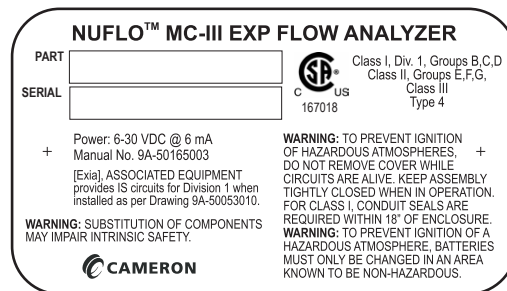 NUFLO™ MC-III EXP FLOW ANALYZER
PART
SERIAL
CSA®
C US
167018
Class I, Div. 1, Groups B,C,D
Class II, Groups E,F,G,
Class III
Type 4
Power: 6-30 VDC @ 6 mA
Manual No. 9A-50165003
[Exia], ASSOCIATED EQUIPMENT
provides IS circuits for Division 1 when
installed as per Drawing 9A-50053010.
WARNING: SUBSTITUTION OF COMPONENTS
MAY IMPAIR INTRINSIC SAFETY.
CAMERON
WARNING: TO PREVENT IGNITION
OF HAZARDOUS ATMOSPHERES,
DO NOT REMOVE COVER WHILE
CIRCUITS ARE ALIVE. KEEP ASSEMBLY
TIGHTLY CLOSED WHEN IN OPERATION.
FOR CLASS I, CONDUIT SEALS ARE
REQUIRED WITHIN 18" OF ENCLOSURE.
WARNING: TO PREVENT IGNITION OF A
HAZARDOUS ATMOSPHERE, BATTERIES
MUST ONLY BE CHANGED IN AN AREA
KNOWN TO BE NON-HAZARDOUS.